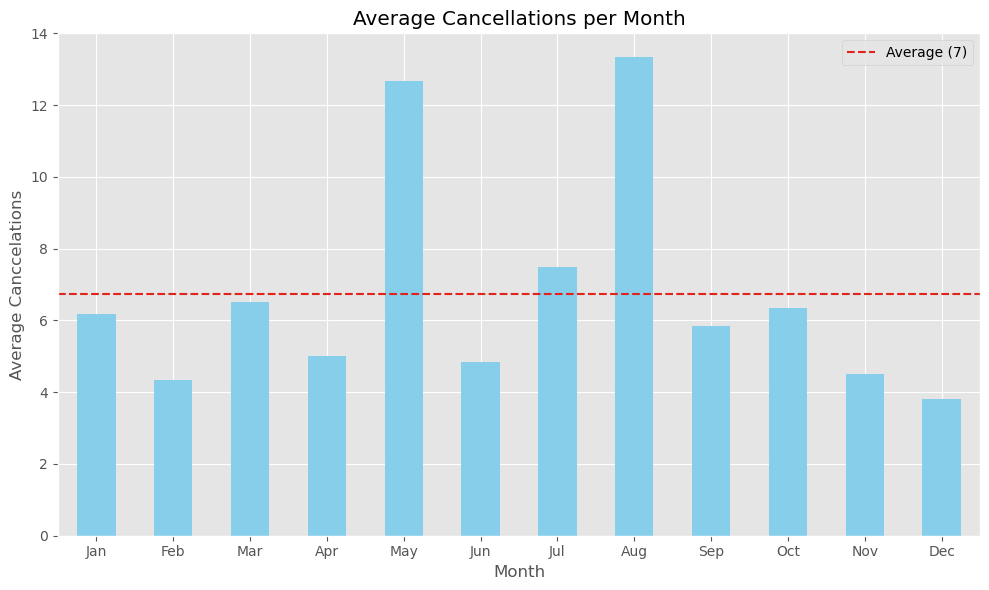 Average Cancellations per Month
Average (7)
Average Canccelations
14
12
10
8
6
4
2
0
Jan Feb Mar Apr May Jun Jul Aug Sep Oct Nov Dec
Month